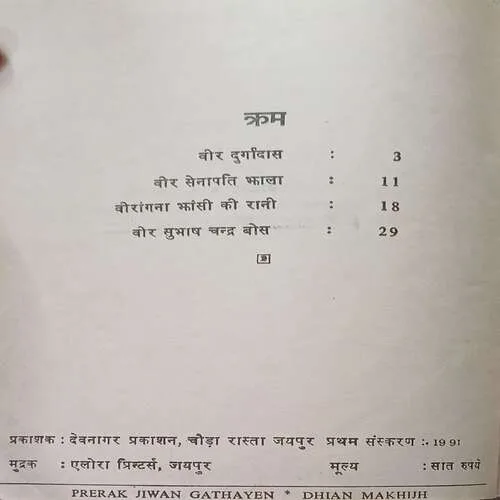 क्रम
वीर दुर्गादास : 3
वीर सेनापति झाला : 11
वीरांगना झांसी की रानी : 18
वीर सुभाष चन्द्र बोस : 29
प्रकाशक : देवनागर प्रकाशन, चौड़ा रास्ता जयपुर प्रथम संस्करण :- 1991
मुद्रक : एलोरा प्रिन्टर्स, जयपुर मूल्य : सात रुपये
PRERAK JIWAN GATHAYEN * DHIAN MAKHIJH